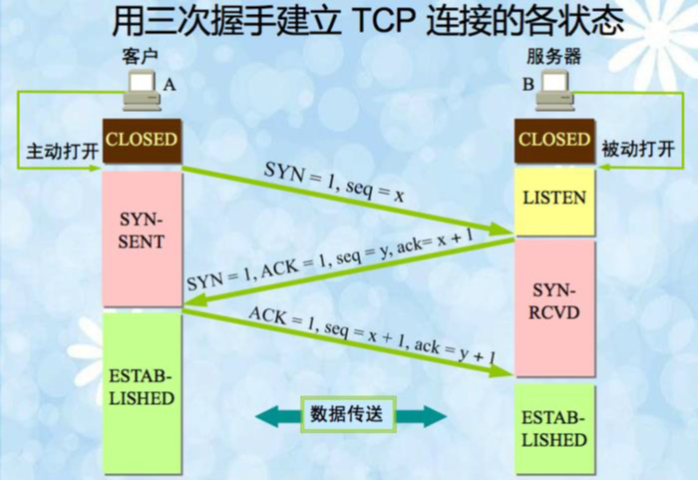 用三次握手建立 TCP 连接的各状态
客户
服务器
A
B
CLOSED
CLOSED
主动打开
被动打开
SYN = 1, seq = x
LISTEN
SYN-
SENT
SYN = 1, ACK = 1, seq = y, ack= x + 1
SYN-
RCVD
ACK = 1, seq = x + 1, ack = y + 1
ESTAB-
LISHED
数据传送
ESTAB-
LISHED